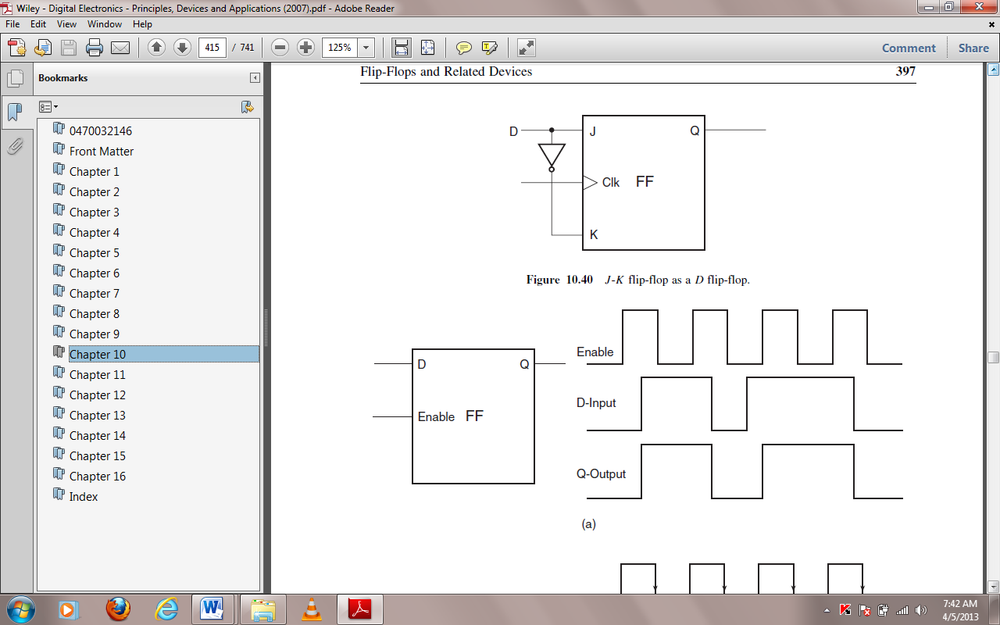 Wiley - Digital Electronics - Principles, Devices and Applications (2007).pdf - Adobe Reader
File Edit View Window Help
415 / 741 125% Comment Share
Bookmarks
0470032146
Front Matter
Chapter 1
Chapter 2
Chapter 3
Chapter 4
Chapter 5
Chapter 6
Chapter 7
Chapter 8
Chapter 9
Chapter 10
Chapter 11
Chapter 12
Chapter 13
Chapter 14
Chapter 15
Chapter 16
Index
Flip-Flops and Related Devices 397
D J Q
Clk FF
K
Figure 10.40 J-K flip-flop as a D flip-flop.
D Q
Enable FF
Enable
D-Input
Q-Output
(a)
7:42 AM
4/5/2013